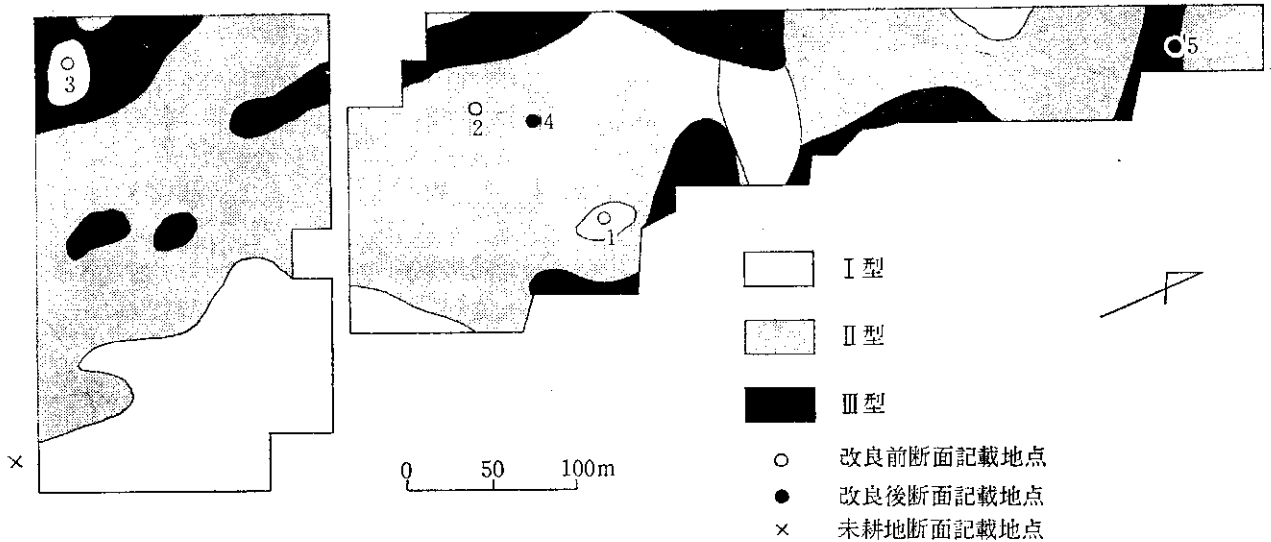 3
2
4
5
1
Ⅰ型
Ⅱ型
Ⅲ型
0 50 100m
○ 改良前断面記載地点
● 改良後断面記載地点
× 未耕地断面記載地点
×